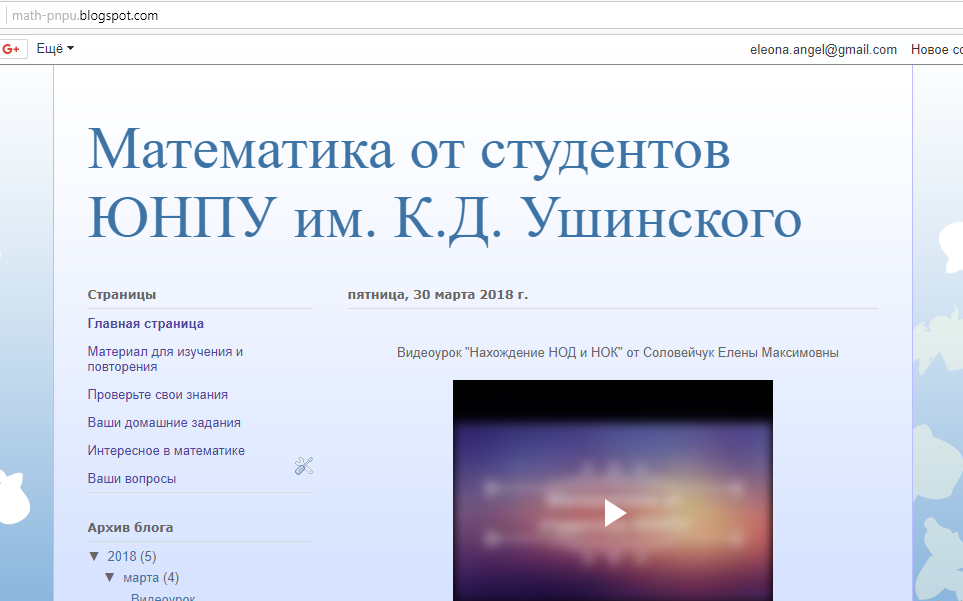 math-pnpu.blogspot.com
G+ Ещё
eleona.angel@gmail.com Новое
Математика от студентов
ЮНПУ им. К.Д. Ушинского
Страницы
Главная страница
Материал для изучения и
повторения
Проверьте свои знания
Ваши домашние задания
Интересное в математике
Ваши вопросы
Архив блога
▼ 2018 (5)
▼ марта (4)
Видеоурок
пятница, 30 марта 2018 г.
Видеоурок "Нахождение НОД и НОК" от Соловейчук Елены Максимовны